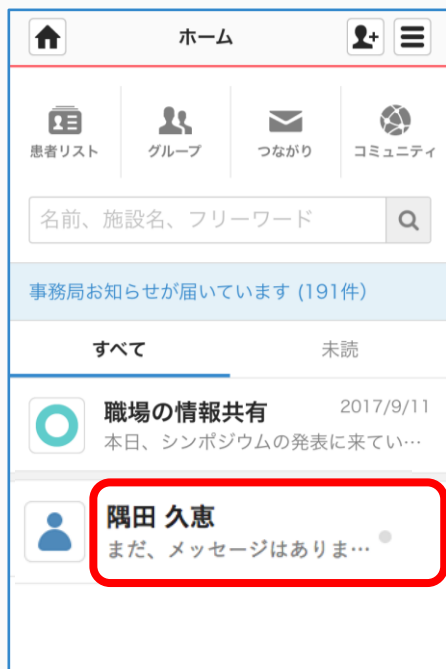 ホーム
患者リスト グループ つながり コミュニティ
名前、施設名、フリーワード
事務局お知らせが届いています (191件)
すべて 未読
職場の情報共有 2017/9/11
本日、シンポジウムの発表に来てい…
隅田 久恵
まだ、メッセージはありま…